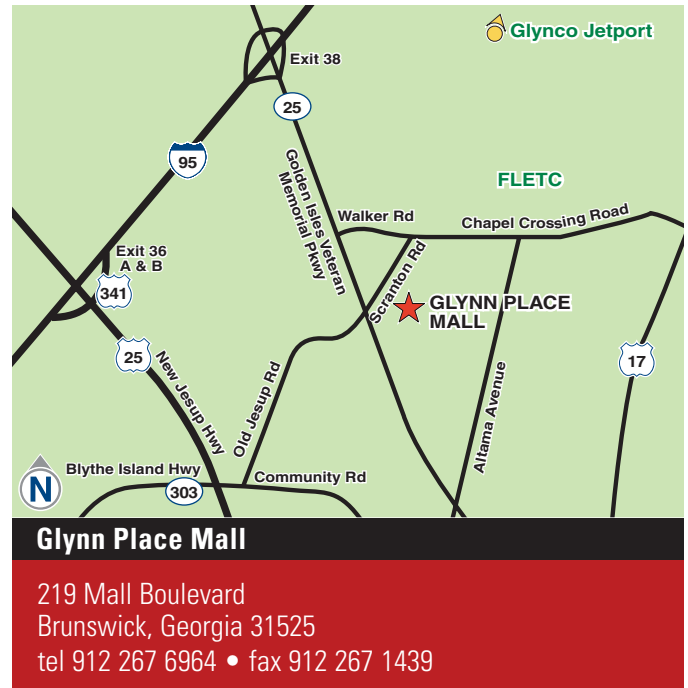 Glynco Jetport
Exit 38
25
95
Golden Isles Veteran
Memorial Pkwy
FLETC
Walker Rd
Chapel Crossing Road
Exit 36
A & B
341
Scranton Rd
GLYNN PLACE
MALL
25
New Jesup Hwy
Old Jesup Rd
Altama Avenue
17
Blythe Island Hwy
Community Rd
303
N
Glynn Place Mall
219 Mall Boulevard
Brunswick, Georgia 31525
tel 912 267 6964 • fax 912 267 1439